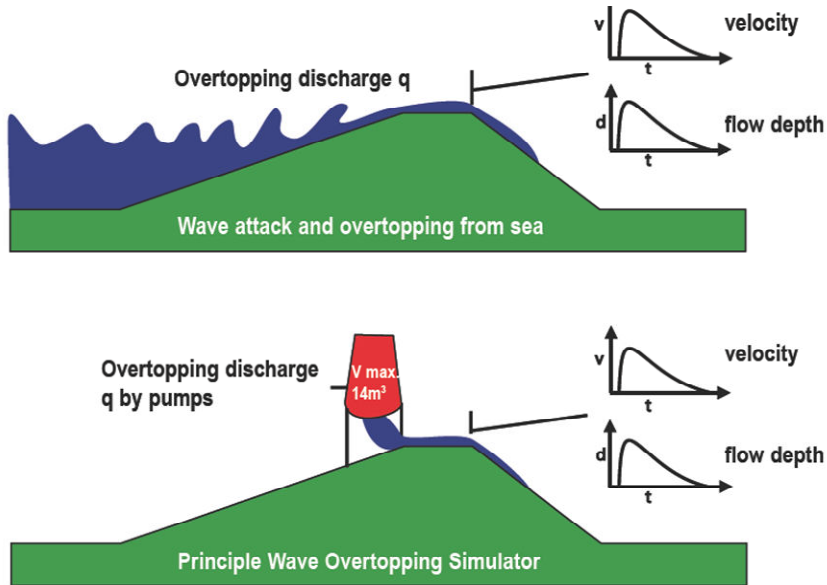 v
velocity
t
Overtopping discharge q
d
flow depth
t
Wave attack and overtopping from sea
Overtopping discharge
q by pumps
V max.
14m³
v
velocity
t
d
flow depth
t
Principle Wave Overtopping Simulator